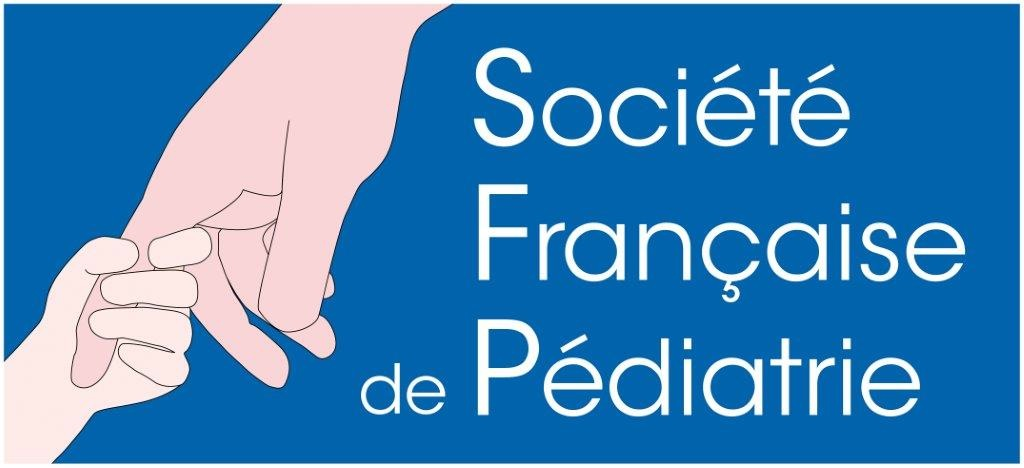 Société
Française
de Pédiatrie